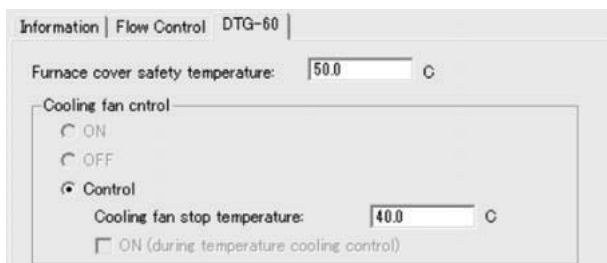 Information Flow Control DTG-60
Furnace cover safety temperature: 50.0 C
Cooling fan cntrol
ON
OFF
Control
Cooling fan stop temperature: 40.0 C
ON (during temperature cooling control)